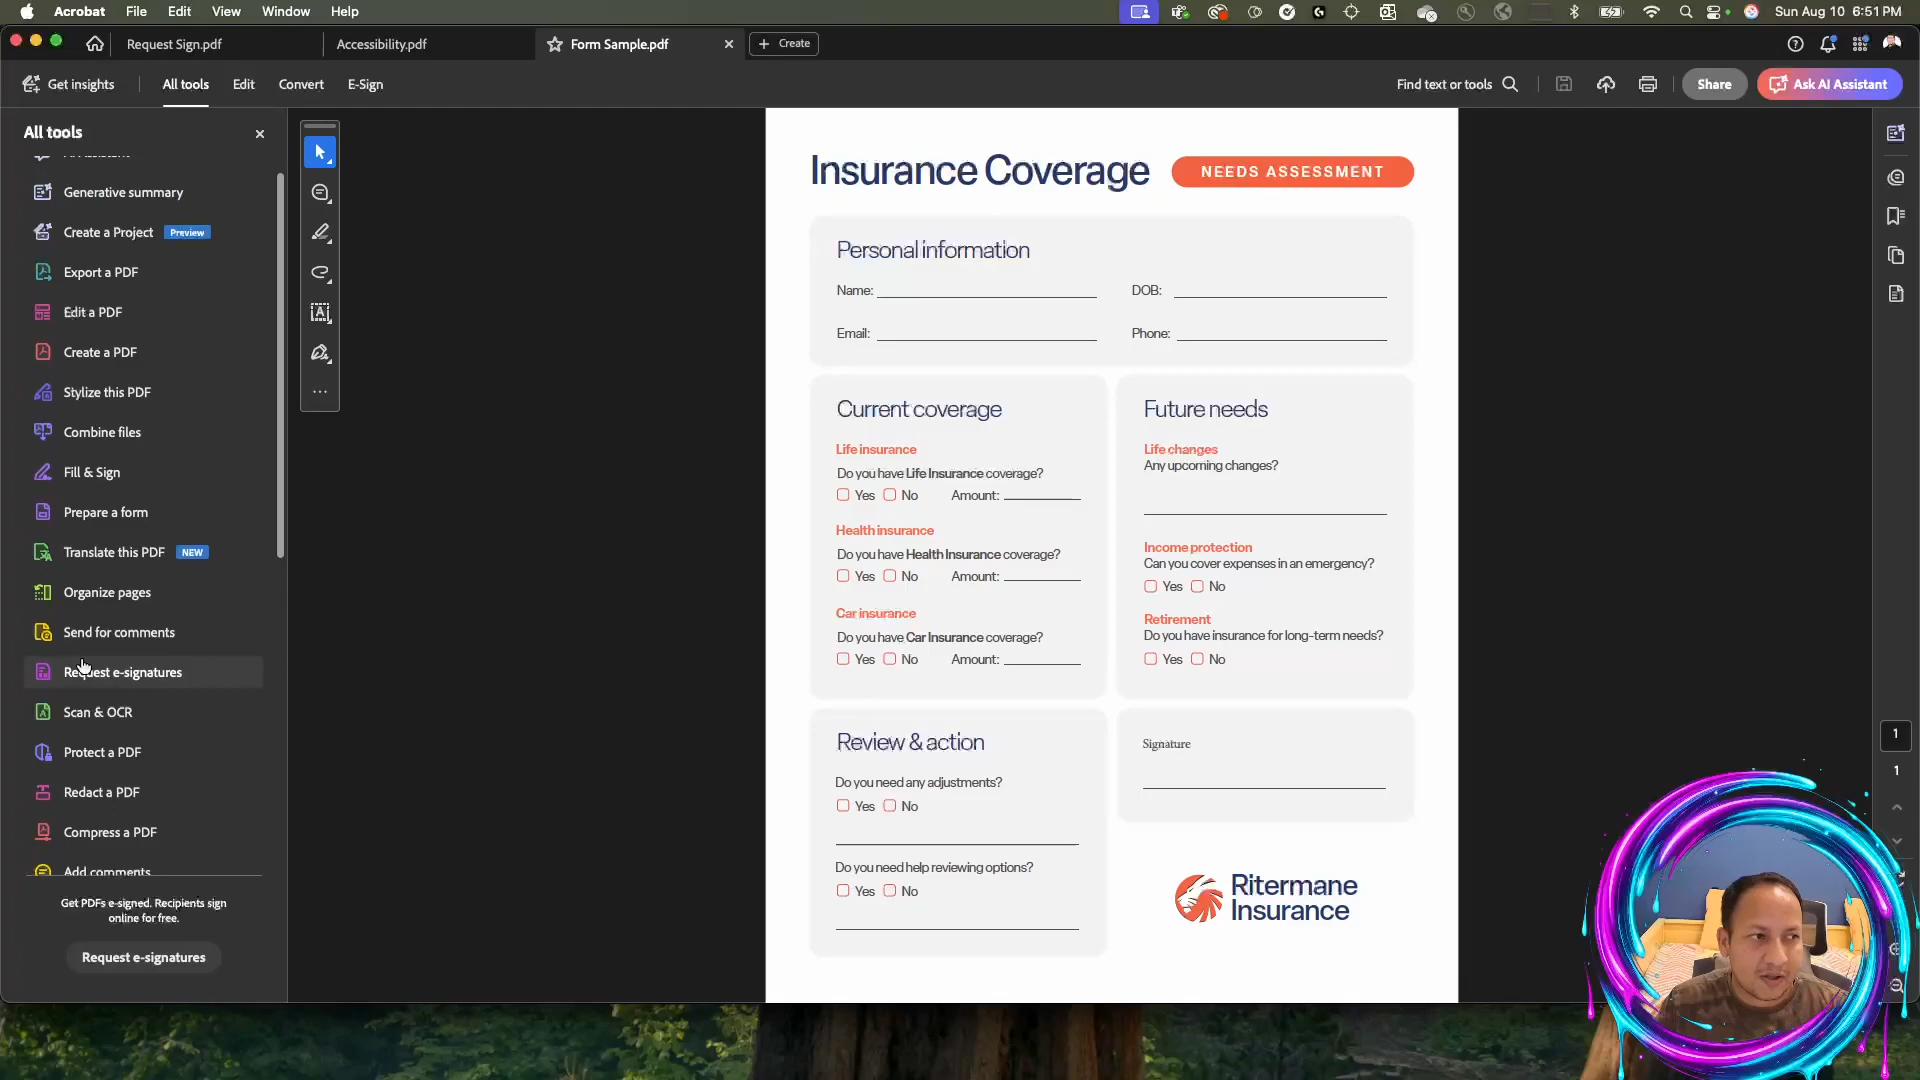 Acrobat File Edit View Window Help
Sun Aug 10 6:51 PM
Request Sign.pdf
Accessibility.pdf
Form Sample.pdf
Create
Get insights
All tools
Edit
Convert
E-Sign
Find text or tools
Share
Ask AI Assistant
All tools
Generative summary
Create a Project Preview
Export a PDF
Edit a PDF
Create a PDF
Stylize this PDF
Combine files
Fill & Sign
Prepare a form
Translate this PDF NEW
Organize pages
Send for comments
Request e-signatures
Scan & OCR
Protect a PDF
Redact a PDF
Compress a PDF
Add comments
Get PDFs e-signed. Recipients sign
online for free.
Request e-signatures
Insurance Coverage
NEEDS ASSESSMENT
Personal information
Name:
DOB:
Email:
Phone:
Current coverage
Life insurance
Do you have Life Insurance coverage?
Yes No Amount:
Health insurance
Do you have Health Insurance coverage?
Yes No Amount:
Car insurance
Do you have Car Insurance coverage?
Yes No Amount:
Future needs
Life changes
Any upcoming changes?
Income protection
Can you cover expenses in an emergency?
Yes No
Retirement
Do you have insurance for long-term needs?
Yes No
Review & action
Do you need any adjustments?
Yes No
Do you need help reviewing options?
Yes No
Signature
Ritermane
Insurance
1
1